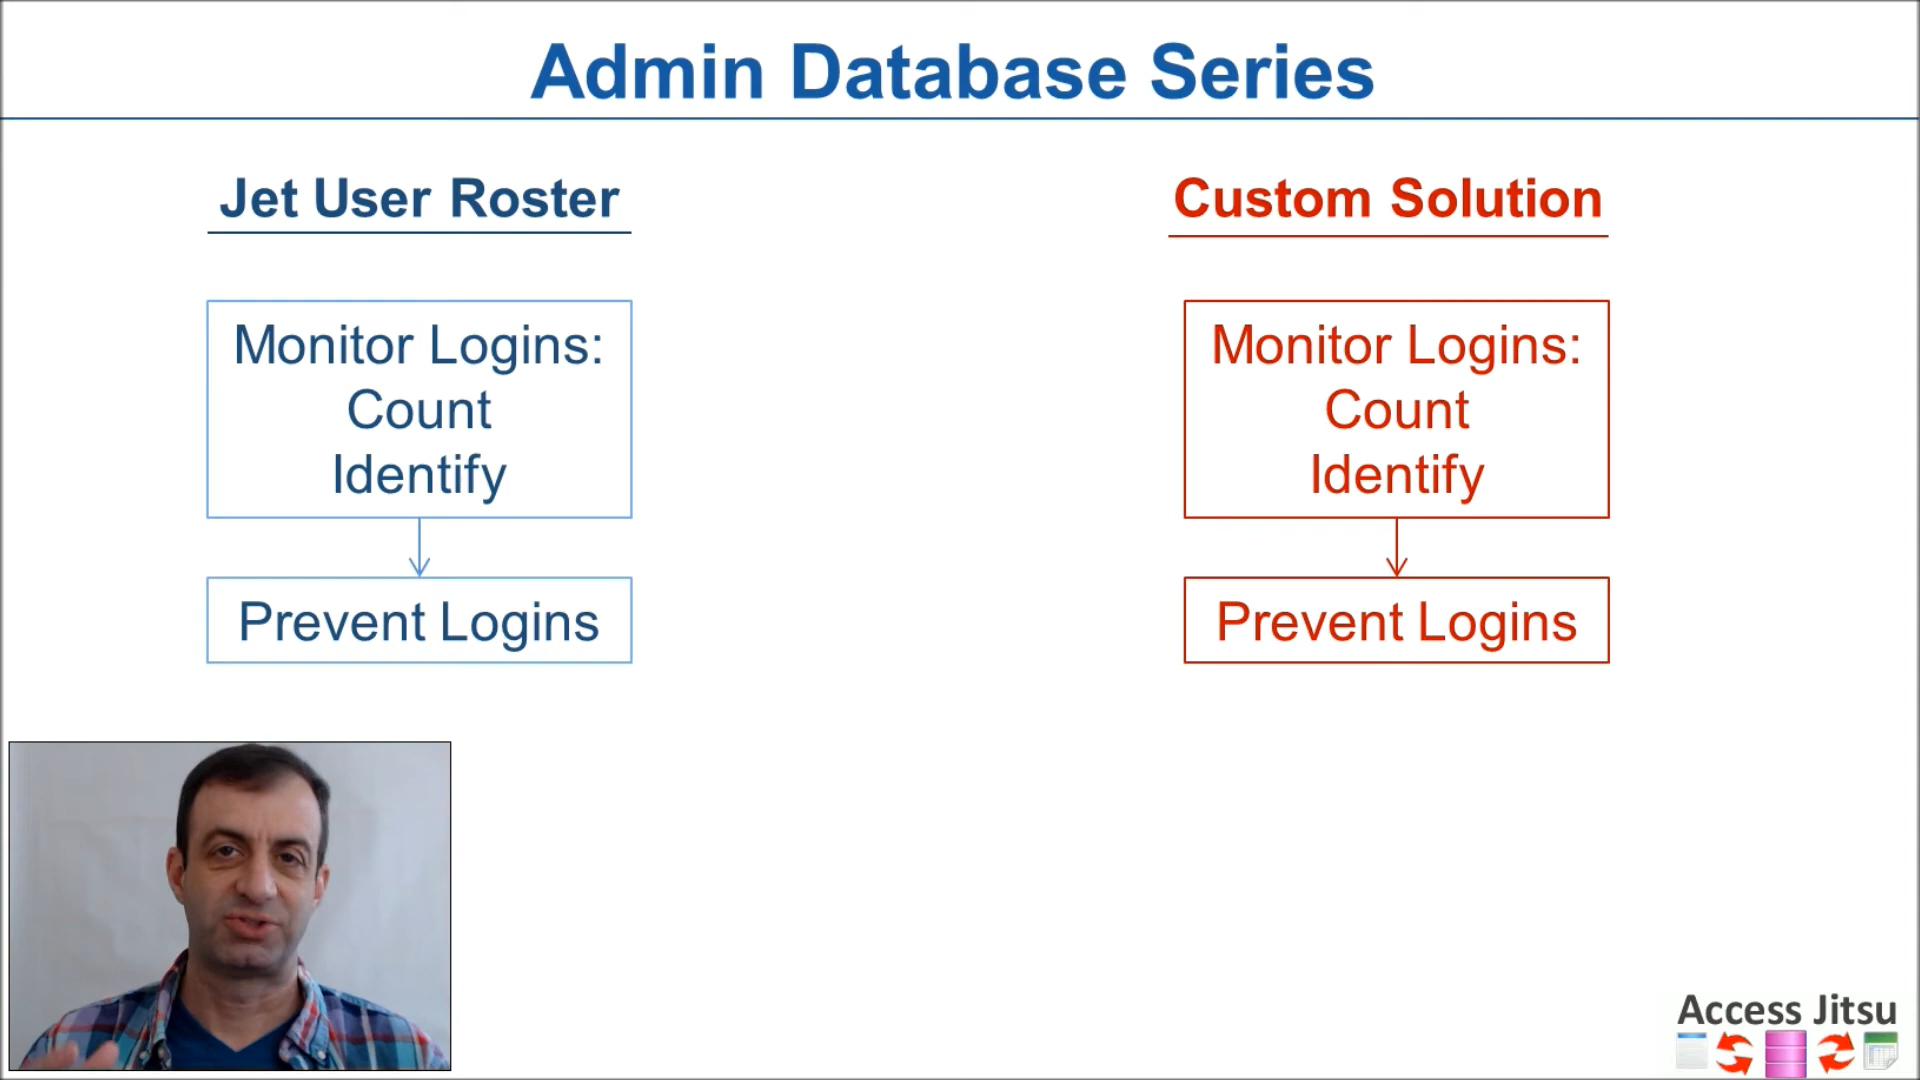 Admin Database Series
Jet User Roster
Monitor Logins:
Count
Identify
Prevent Logins
Custom Solution
Monitor Logins:
Count
Identify
Prevent Logins
Access Jitsu